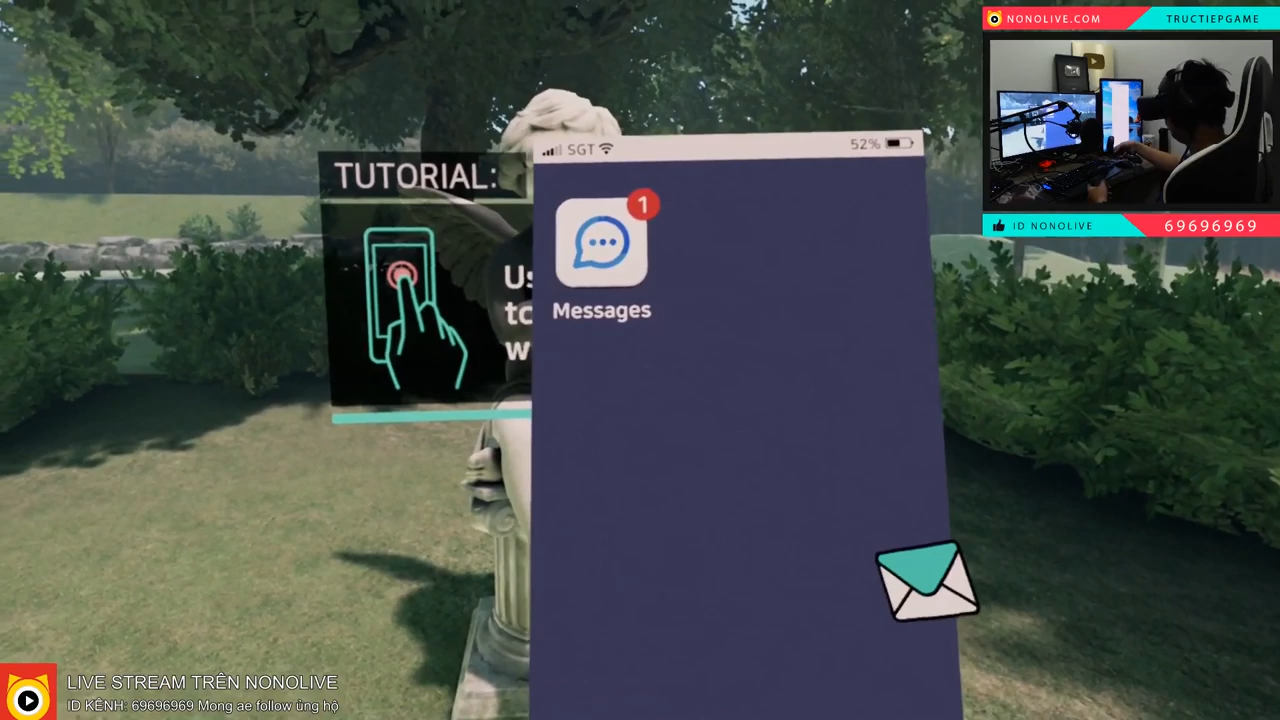 NONOLIVE.COM
TRUCTIEPGAME
SGT
52%
TUTORIAL:
1
Messages
ID NONOLIVE
69696969
LIVE STREAM TRÊN NONOLIVE
ID KÊNH: 69696969 Mong ae follow ủng hộ